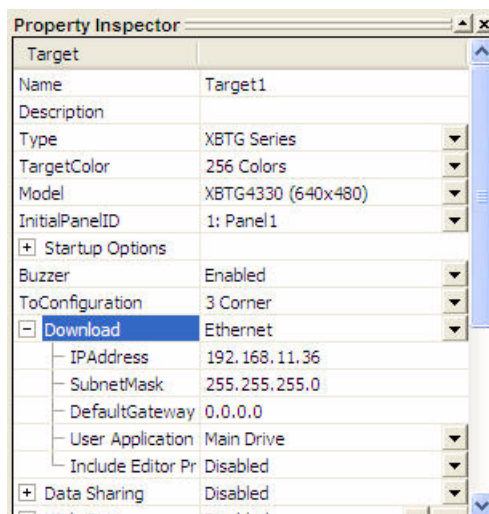 Property Inspector
Target
Name Target1
Description
Type XBTG Series
TargetColor 256 Colors
Model XBTG4330 (640x480)
InitialPanelID 1: Panel1
Startup Options
Buzzer Enabled
ToConfiguration 3 Corner
Download Ethernet
IPAddress 192.168.11.36
SubnetMask 255.255.255.0
DefaultGateway 0.0.0.0
User Application Main Drive
Include Editor Pr Disabled
Data Sharing Disabled